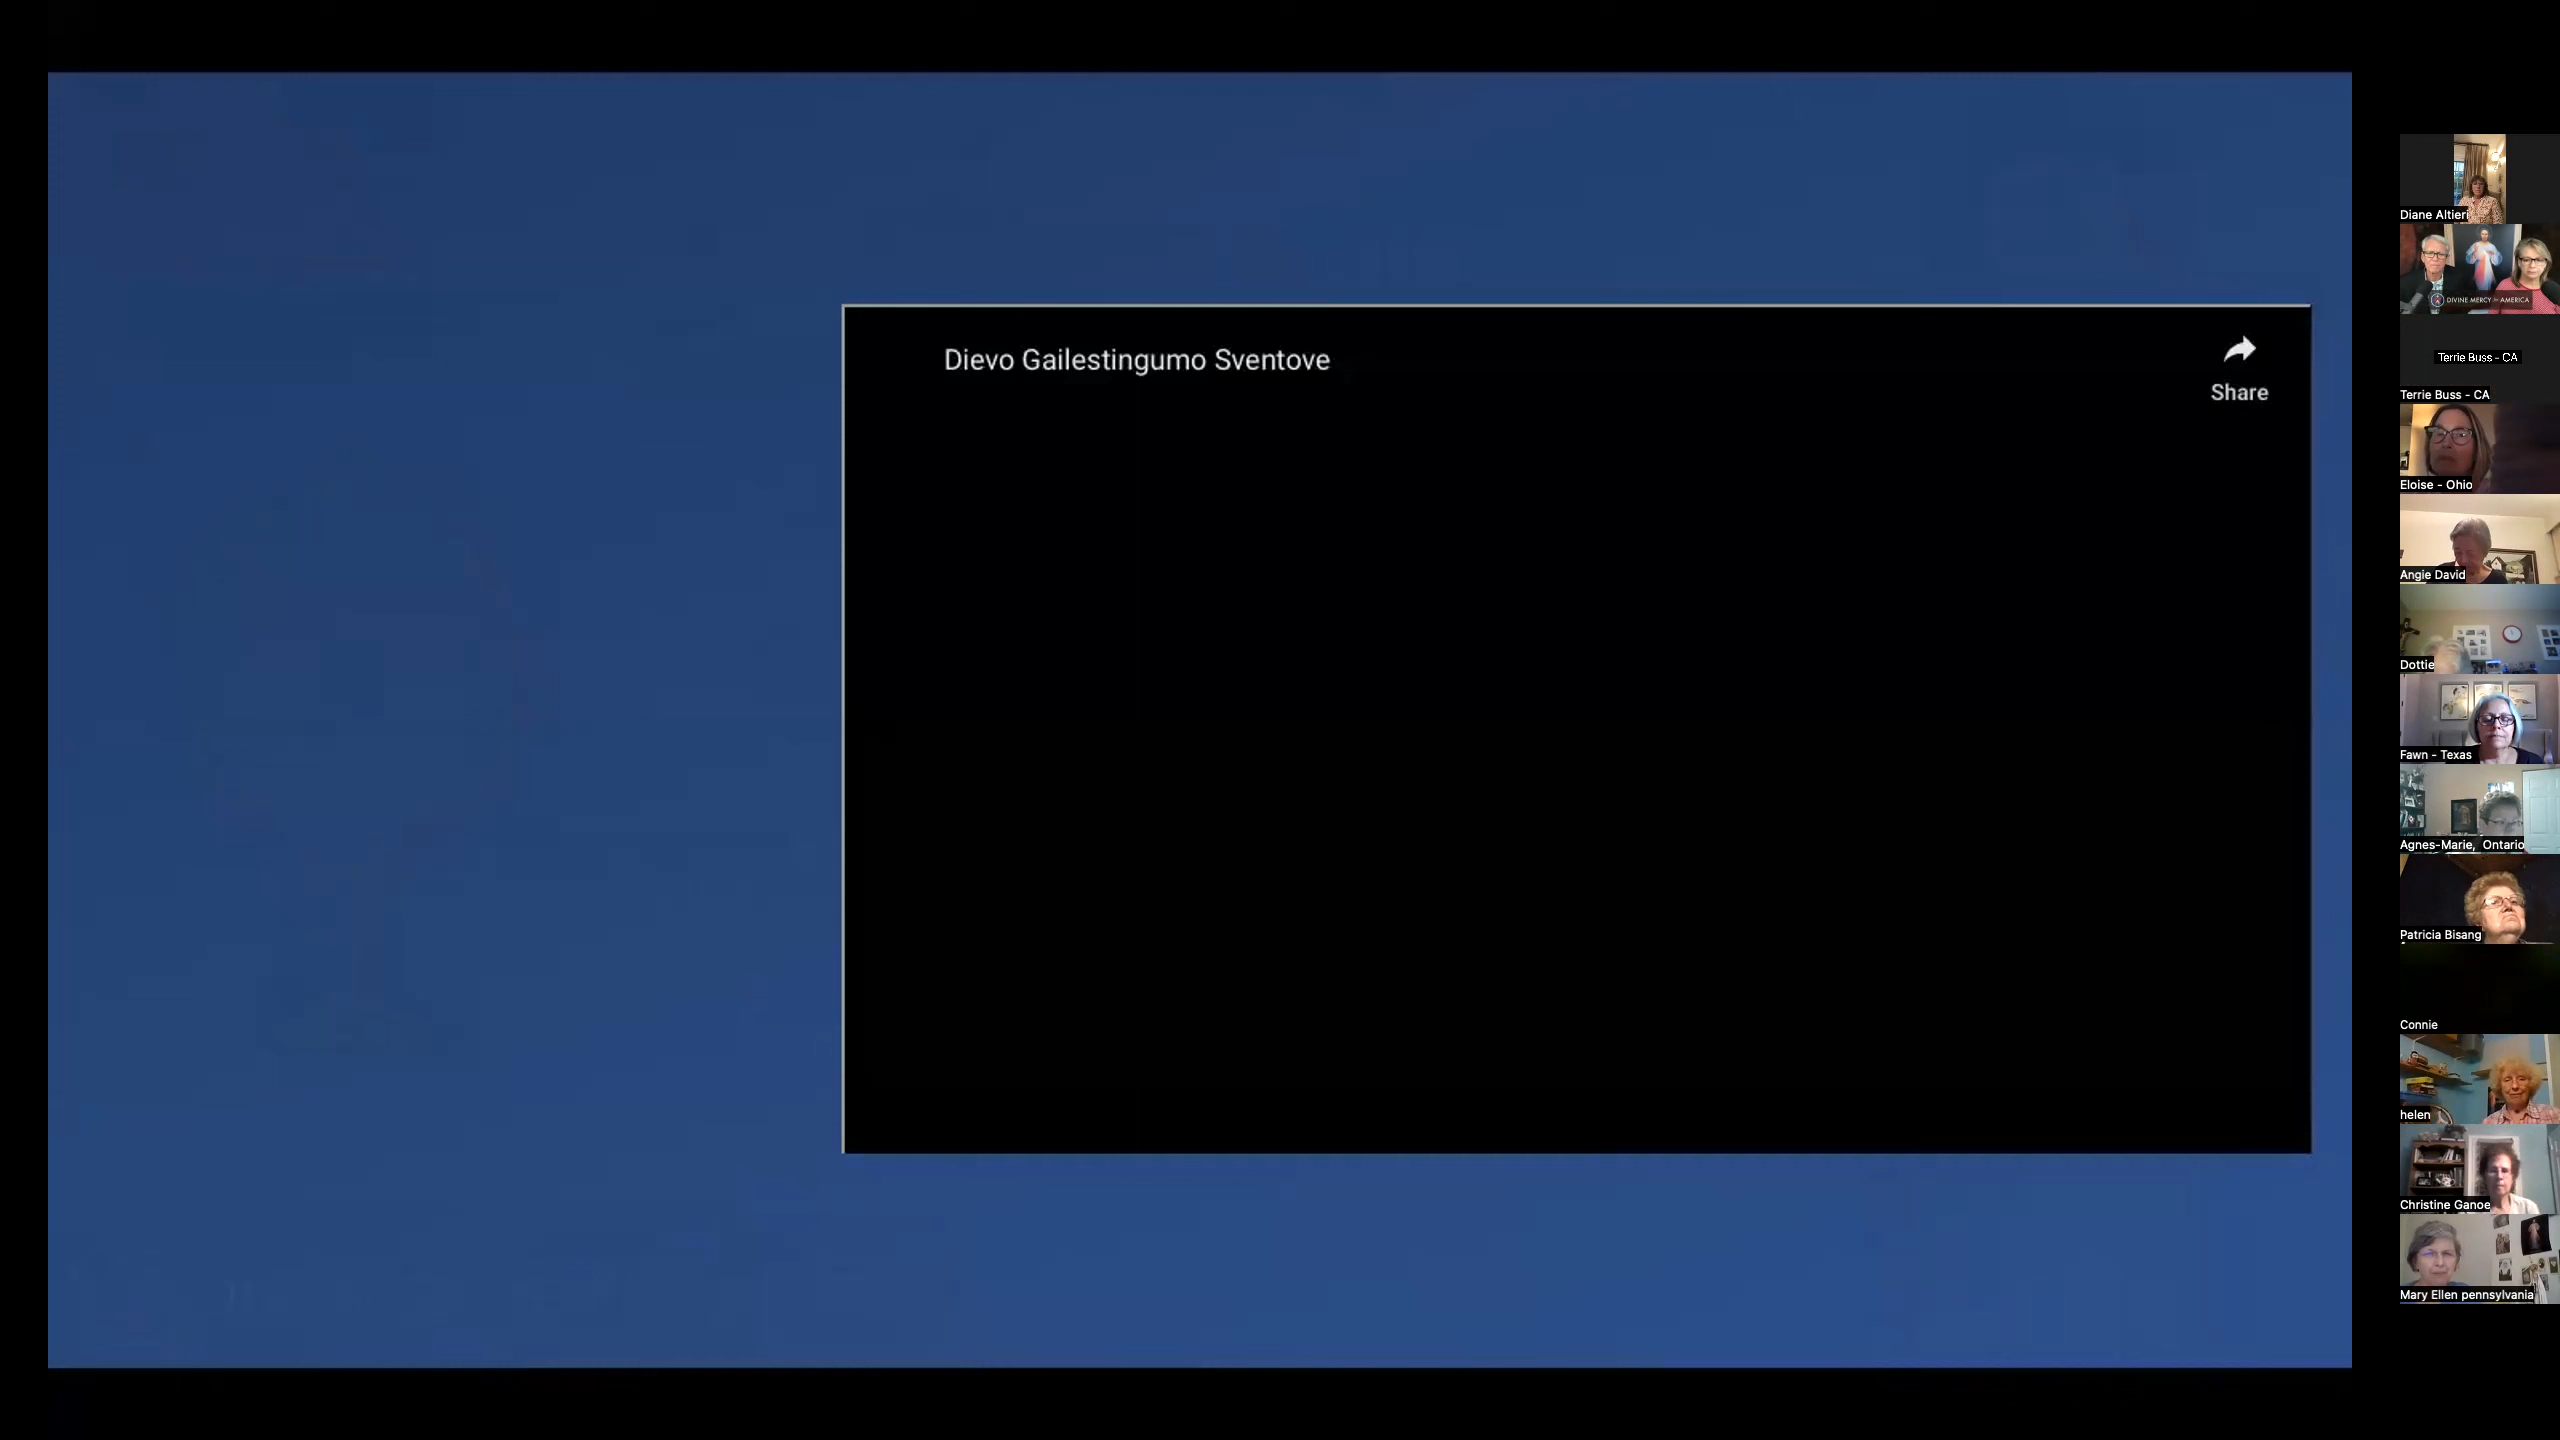 Dievo Gailestingumo Sventove
Share
Diane Altieri
DIVINE MERCY for AMERICA
Terrie Buss - CA
Terrie Buss - CA
Eloise - Ohio
Angie David
Dottie
Fawn - Texas
Agnes-Marie, Ontario
Patricia Bisang
Connie
helen
Christine Ganoe
Mary Ellen pennsylvania